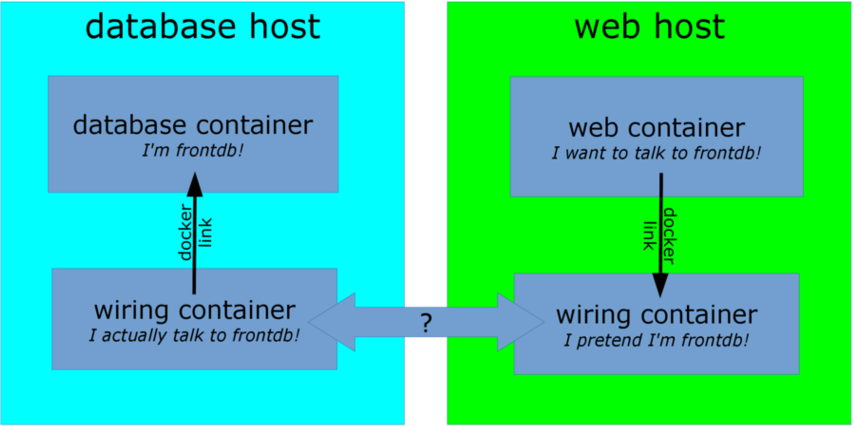 database host
database container
I'm frontdb!
docker
link
wiring container
I actually talk to frontdb!
?
web host
web container
I want to talk to frontdb!
docker
link
wiring container
I pretend I'm frontdb!